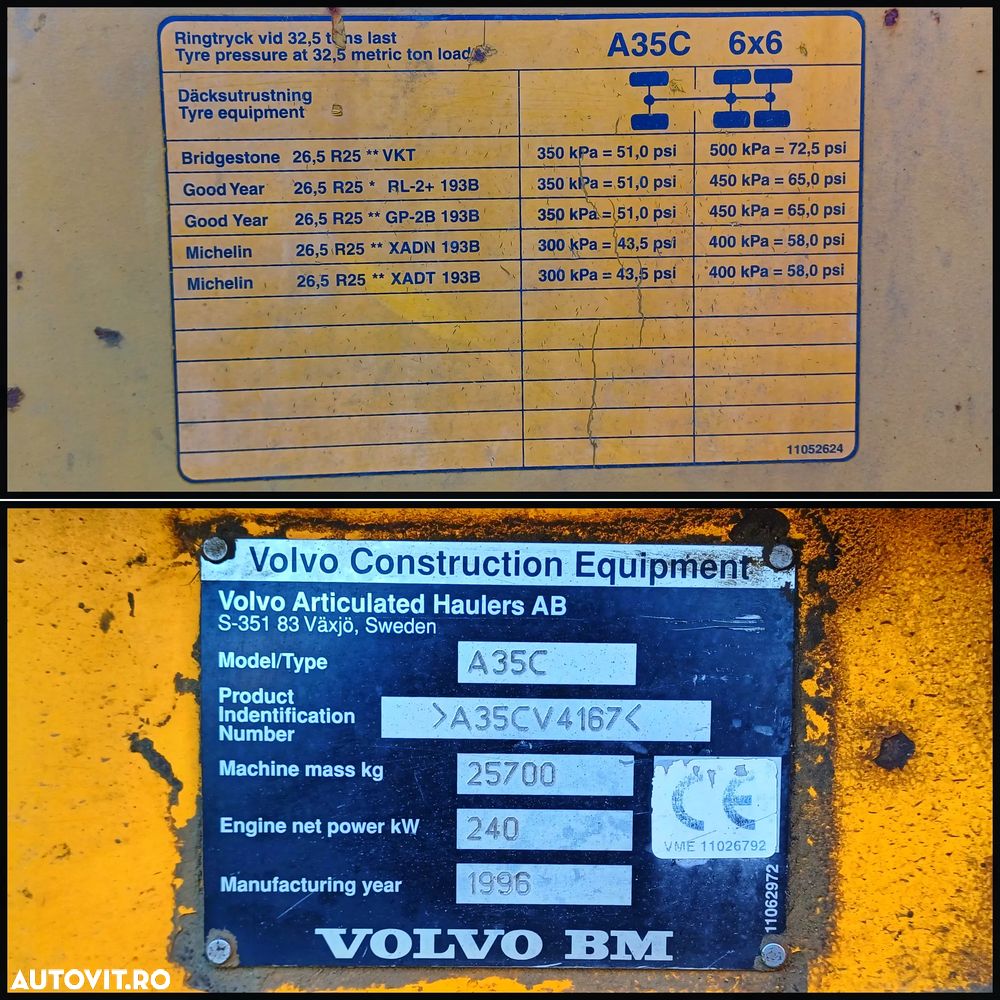 Ringtryck vid 32,5 tons last
Tyre pressure at 32,5 metric ton load
A35C 6x6
Däcksutrustning
Tyre equipment
Bridgestone 26,5 R25 ** VKT 350 kPa = 51,0 psi 500 kPa = 72,5 psi
Good Year 26,5 R25 * RL-2+ 193B 350 kPa = 51,0 psi 450 kPa = 65,0 psi
Good Year 26,5 R25 ** GP-2B 193B 350 kPa = 51,0 psi 450 kPa = 65,0 psi
Michelin 26,5 R25 ** XADN 193B 300 kPa = 43,5 psi 400 kPa = 58,0 psi
Michelin 26,5 R25 ** XADT 193B 300 kPa = 43,5 psi 400 kPa = 58,0 psi
11052624
Volvo Construction Equipment
Volvo Articulated Haulers AB
S-351 83 Växjö, Sweden
Model/Type A35C
Product
Indentification
Number
>A35CV4167<
Machine mass kg 25700
Engine net power kW 240
Manufacturing year 1996
CE
VME 11026792
11062972
VOLVO BM
AUTOVIT.RO